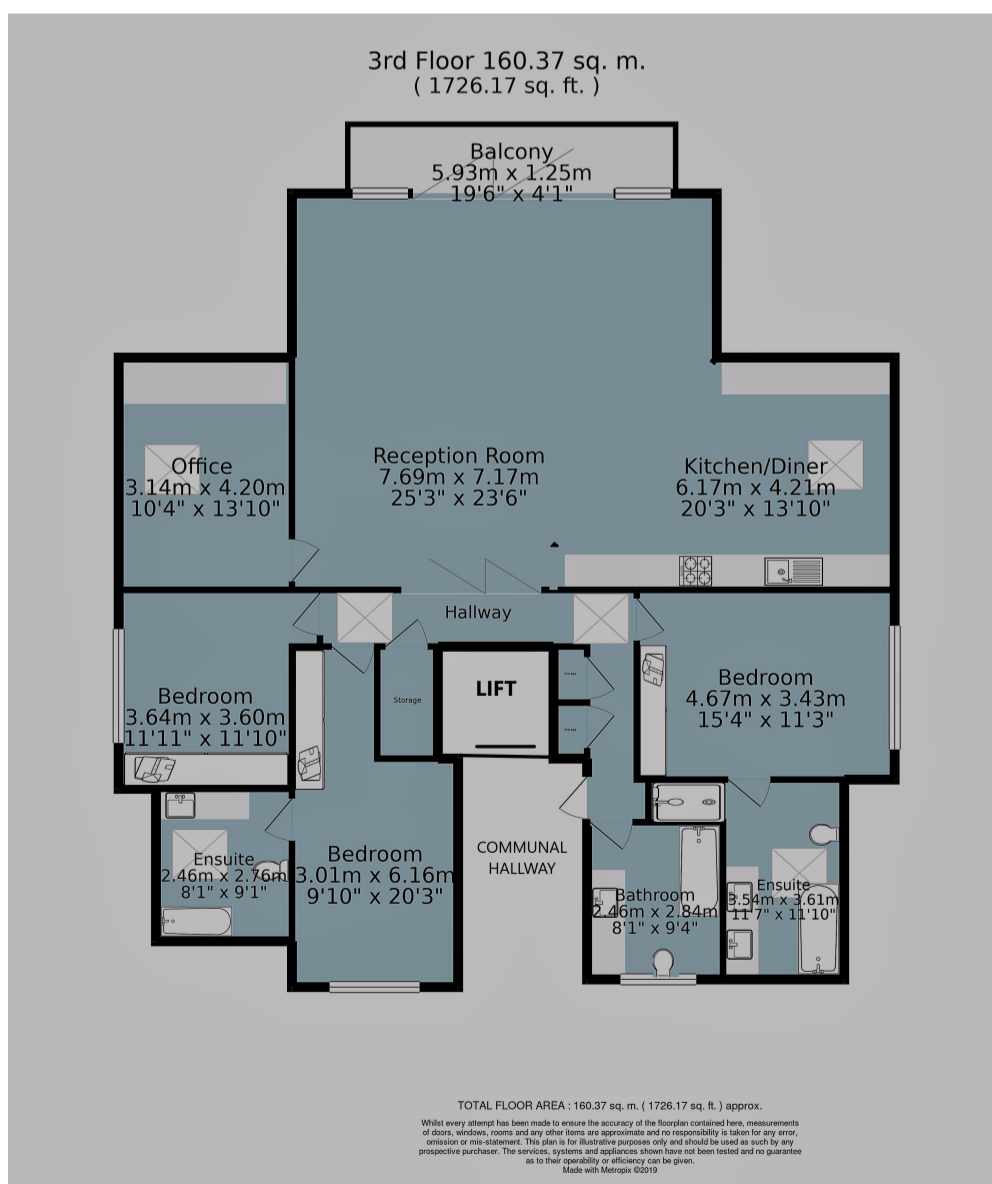 3rd Floor 160.37 sq. m.
( 1726.17 sq. ft. )
Balcony
5.93m x 1.25m
19'6" x 4'1"
Reception Room
7.69m x 7.17m
25'3" x 23'6"
Office
3.14m x 4.20m
10'4" x 13'10"
Kitchen/Diner
6.17m x 4.21m
20'3" x 13'10"
Hallway
Bedroom
3.64m x 3.60m
11'11" x 11'10"
Storage
LIFT
Storage
Storage
Bedroom
4.67m x 3.43m
15'4" x 11'3"
Ensuite
2.46m x 2.76m
8'1" x 9'1"
Bedroom
3.01m x 6.16m
9'10" x 20'3"
COMMUNAL
HALLWAY
Bathroom
2.46m x 2.84m
8'1" x 9'4"
Ensuite
3.54m x 3.61m
11'7" x 11'10"
TOTAL FLOOR AREA : 160.37 sq. m. ( 1726.17 sq. ft. ) approx.
Whilst every attempt has been made to ensure the accuracy of the floorplan contained here, measurements
of doors, windows, rooms and any other items are approximate and no responsibility is taken for any error,
omission or mis-statement. This plan is for illustrative purposes only and should be used as such by any
prospective purchaser. The services, systems and appliances shown have not been tested and no guarantee
as to their operability or efficiency can be given.
Made with Metropix ©2019